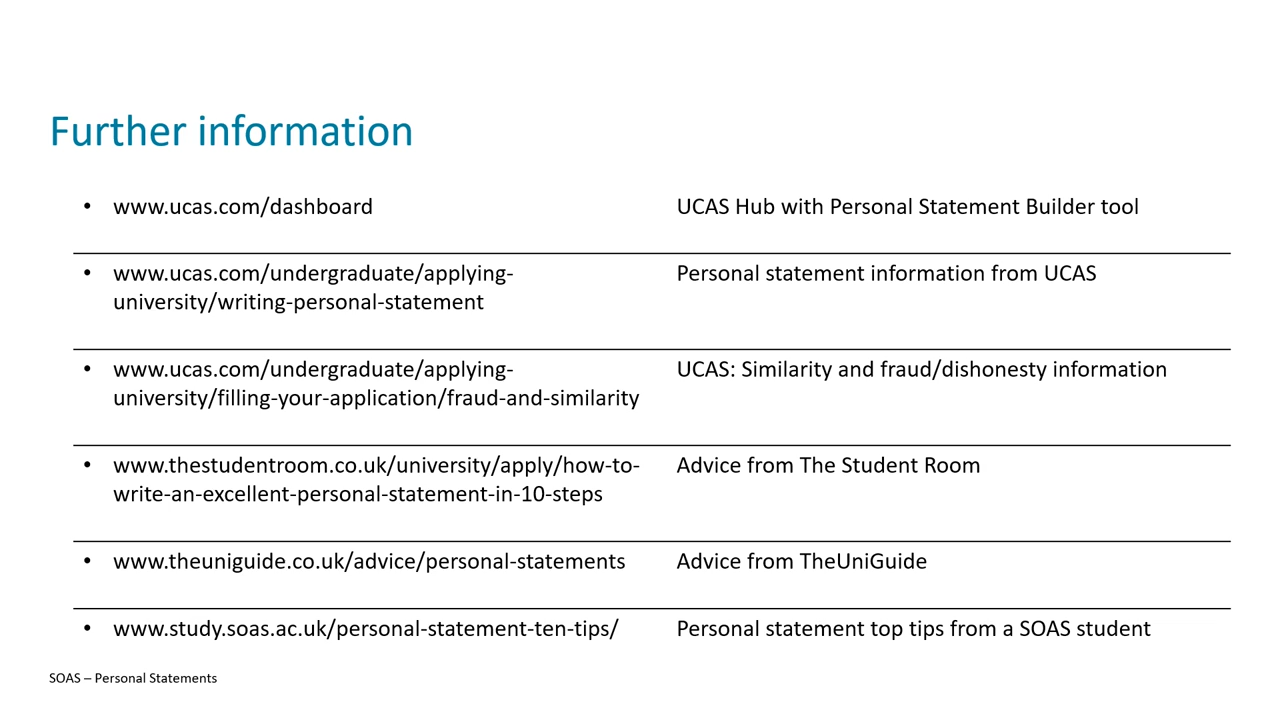 Further information
• www.ucas.com/dashboard
UCAS Hub with Personal Statement Builder tool
• www.ucas.com/undergraduate/applying-
university/writing-personal-statement
Personal statement information from UCAS
• www.ucas.com/undergraduate/applying-
university/filling-your-application/fraud-and-similarity
UCAS: Similarity and fraud/dishonesty information
• www.thestudentroom.co.uk/university/apply/how-to-
write-an-excellent-personal-statement-in-10-steps
Advice from The Student Room
• www.theuniguide.co.uk/advice/personal-statements
Advice from TheUniGuide
• www.study.soas.ac.uk/personal-statement-ten-tips/
Personal statement top tips from a SOAS student
SOAS – Personal Statements